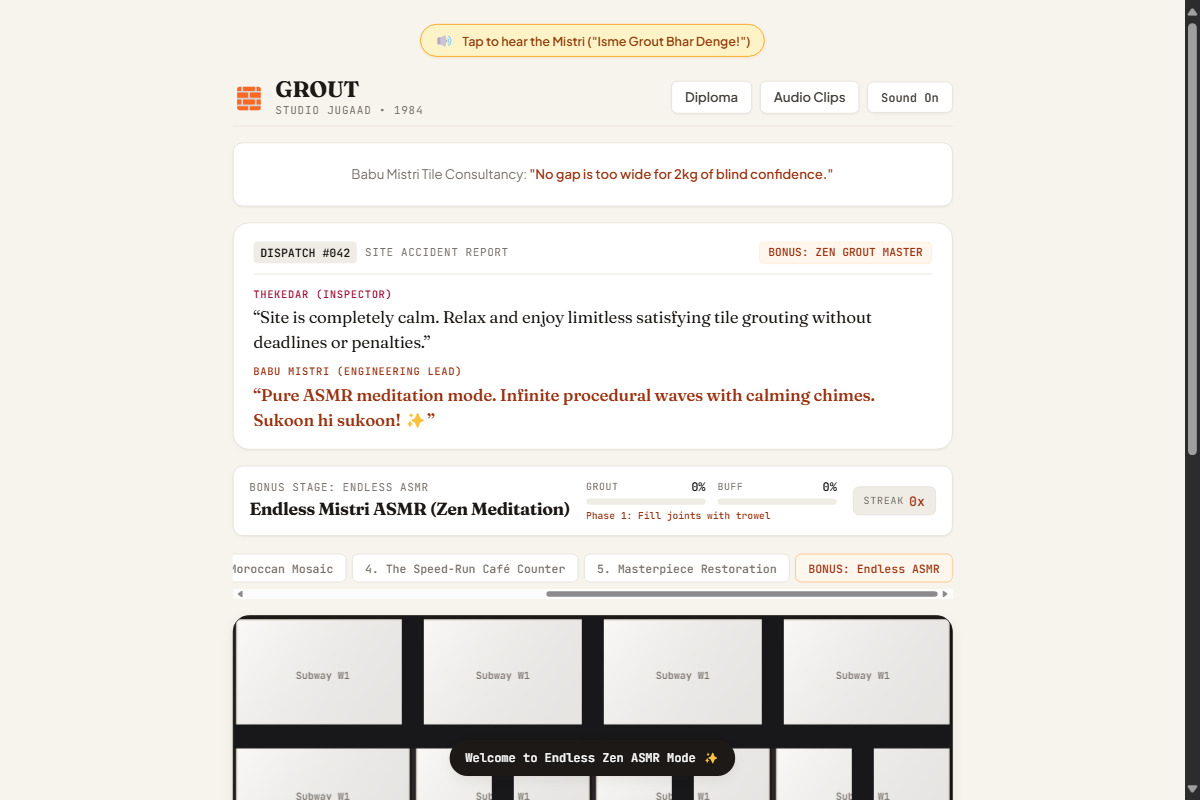 Tap to hear the Mistri ("Isme Grout Bhar Denge!")
GROUT
STUDIO JUGAAD • 1984
Diploma
Audio Clips
Sound On
Babu Mistri Tile Consultancy: "No gap is too wide for 2kg of blind confidence."
DISPATCH #042
SITE ACCIDENT REPORT
BONUS: ZEN GROUT MASTER
THEKEDAR (INSPECTOR)
“Site is completely calm. Relax and enjoy limitless satisfying tile grouting without
deadlines or penalties.”
BABU MISTRI (ENGINEERING LEAD)
“Pure ASMR meditation mode. Infinite procedural waves with calming chimes.
Sukoon hi sukoon! ✨”
BONUS STAGE: ENDLESS ASMR
Endless Mistri ASMR (Zen Meditation)
GROUT 0%
BUFF 0%
Phase 1: Fill joints with trowel
STREAK 0x
Moroccan Mosaic
4. The Speed-Run Café Counter
5. Masterpiece Restoration
BONUS: Endless ASMR
Subway W1
Subway W1
Subway W1
Subway W1
Welcome to Endless Zen ASMR Mode ✨
Subway W1
Subway W1